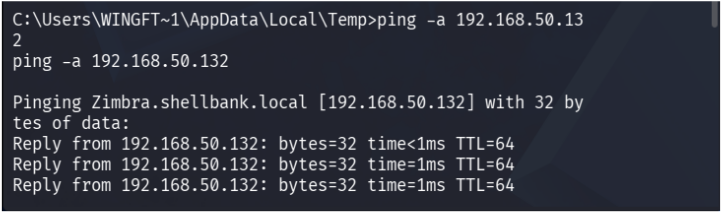 C:\Users\WINGFT~1\AppData\Local\Temp>ping -a 192.168.50.13
2
ping -a 192.168.50.132
Pinging Zimbra.shellbank.local [192.168.50.132] with 32 by
tes of data:
Reply from 192.168.50.132: bytes=32 time<1ms TTL=64
Reply from 192.168.50.132: bytes=32 time=1ms TTL=64
Reply from 192.168.50.132: bytes=32 time=1ms TTL=64